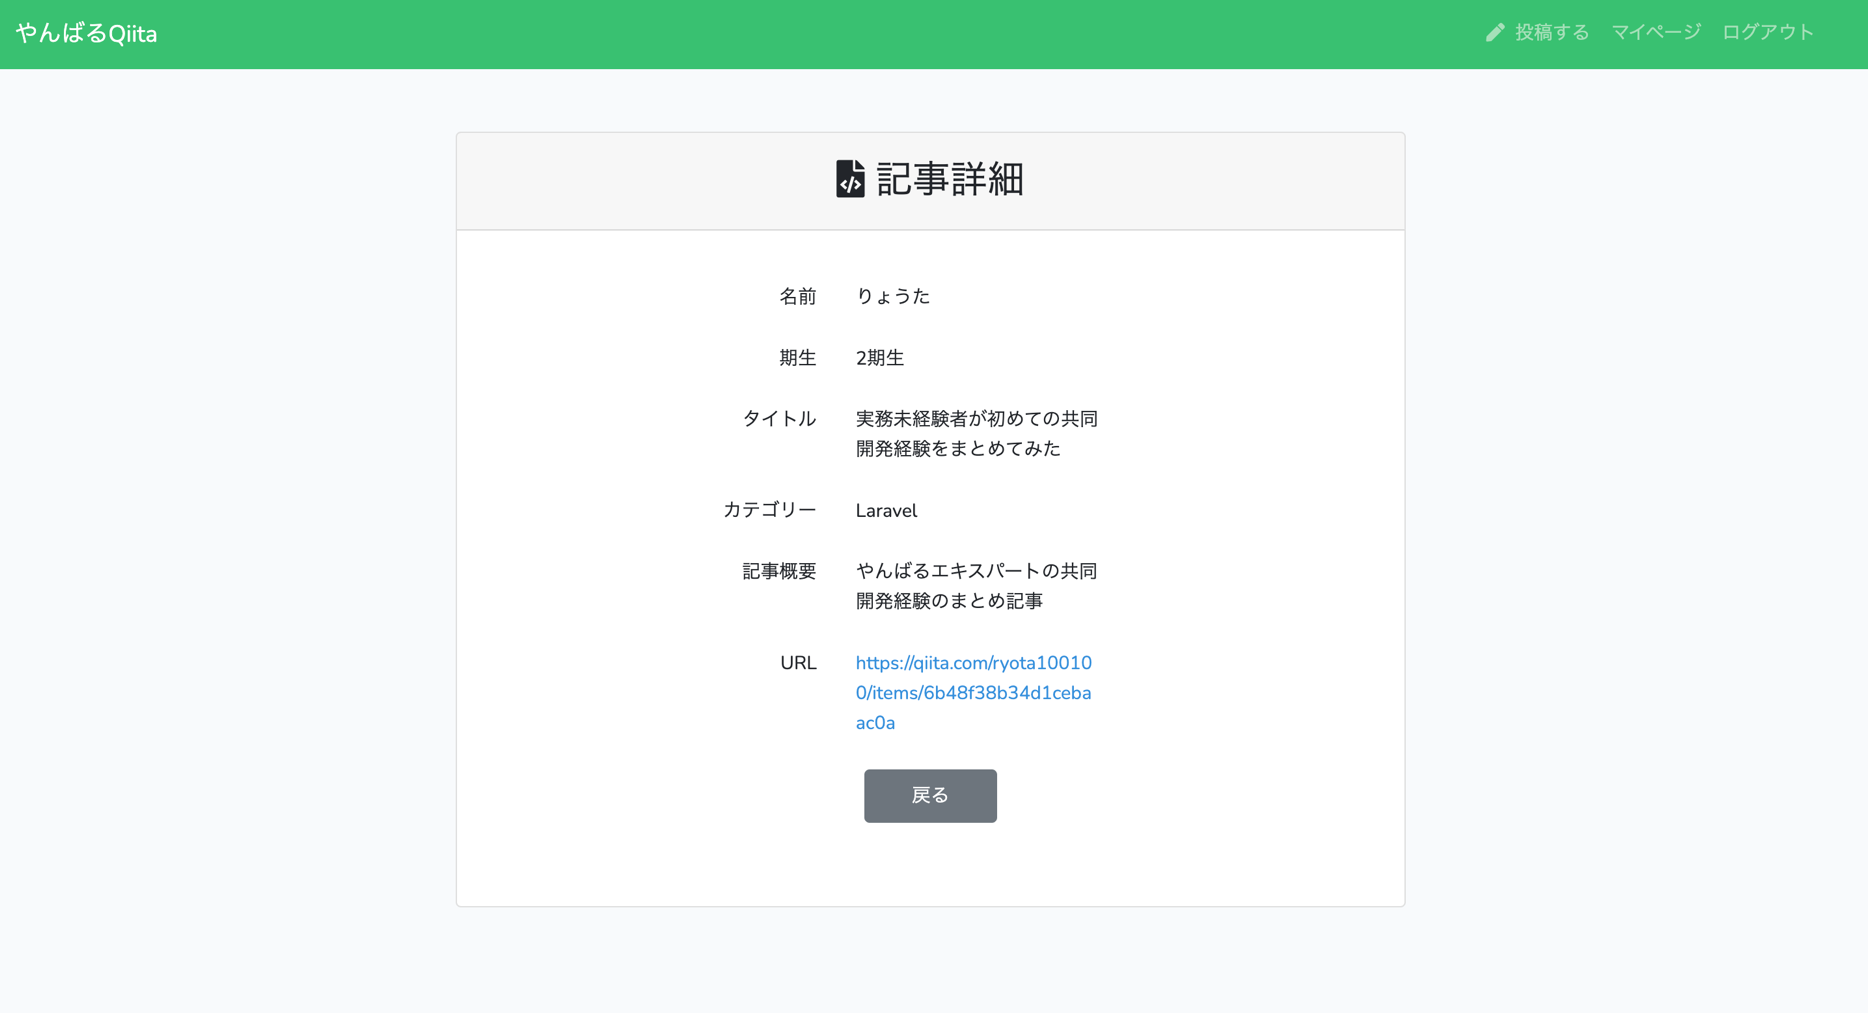 やんばるQiita
投稿する マイページ ログアウト
記事詳細
名前 りょうた
期生 2期生
タイトル 実務未経験者が初めての共同
開発経験をまとめてみた
カテゴリー Laravel
記事概要 やんばるエキスパートの共同
開発経験のまとめ記事
URL https://qiita.com/ryota10010
0/items/6b48f38b34d1ceba
ac0a
戻る